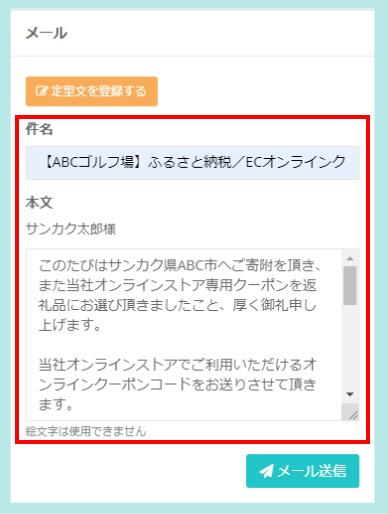 メール
定型文を登録する
件名
【ABCゴルフ場】ふるさと納税／ECオンラインク
本文
サンカク太郎様
このたびはサンカク県ABC市へご寄附を頂き、
また当社オンラインストア専用クーポンを返
礼品にお選び頂きましたこと、厚く御礼申し
上げます。
当社オンラインストアでご利用いただけるオ
ンラインクーポンコードをお送りさせて頂き
ます。
絵文字は使用できません
メール送信